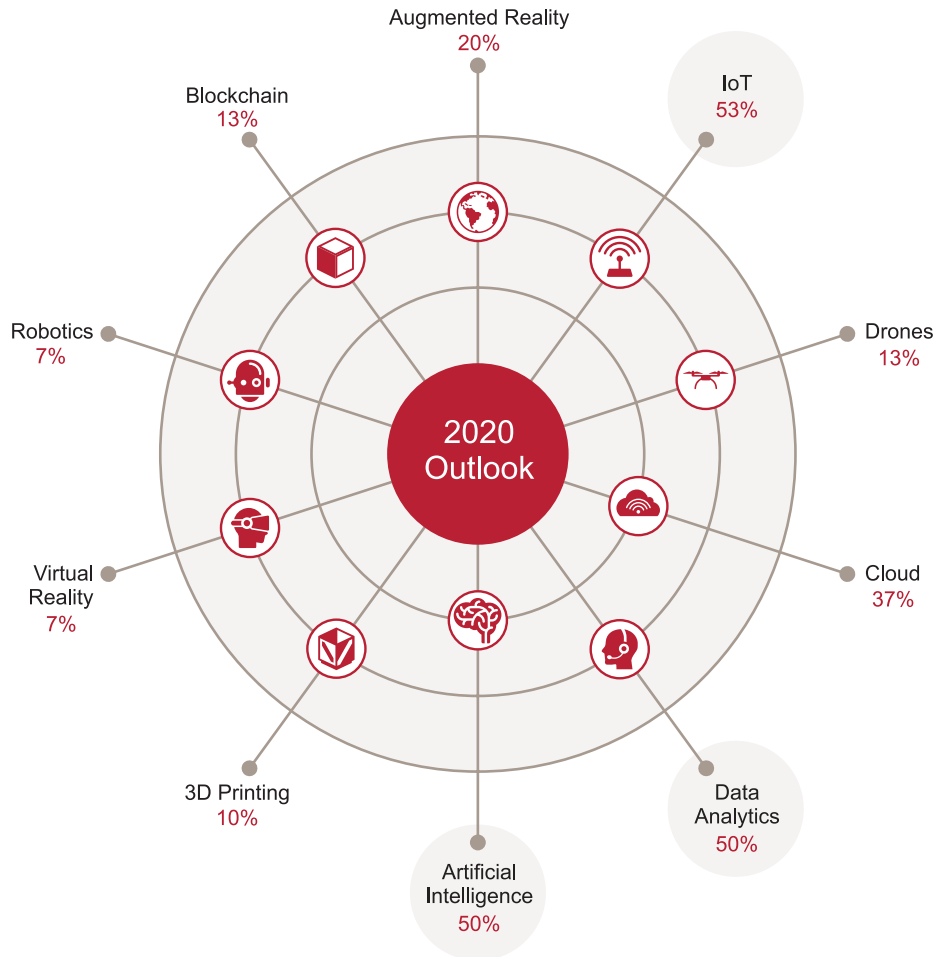 Augmented Reality
20%
IoT
53%
Blockchain
13%
Robotics
7%
Drones
13%
2020
Outlook
Virtual
Reality
7%
Cloud
37%
3D Printing
10%
Data
Analytics
50%
Artificial
Intelligence
50%